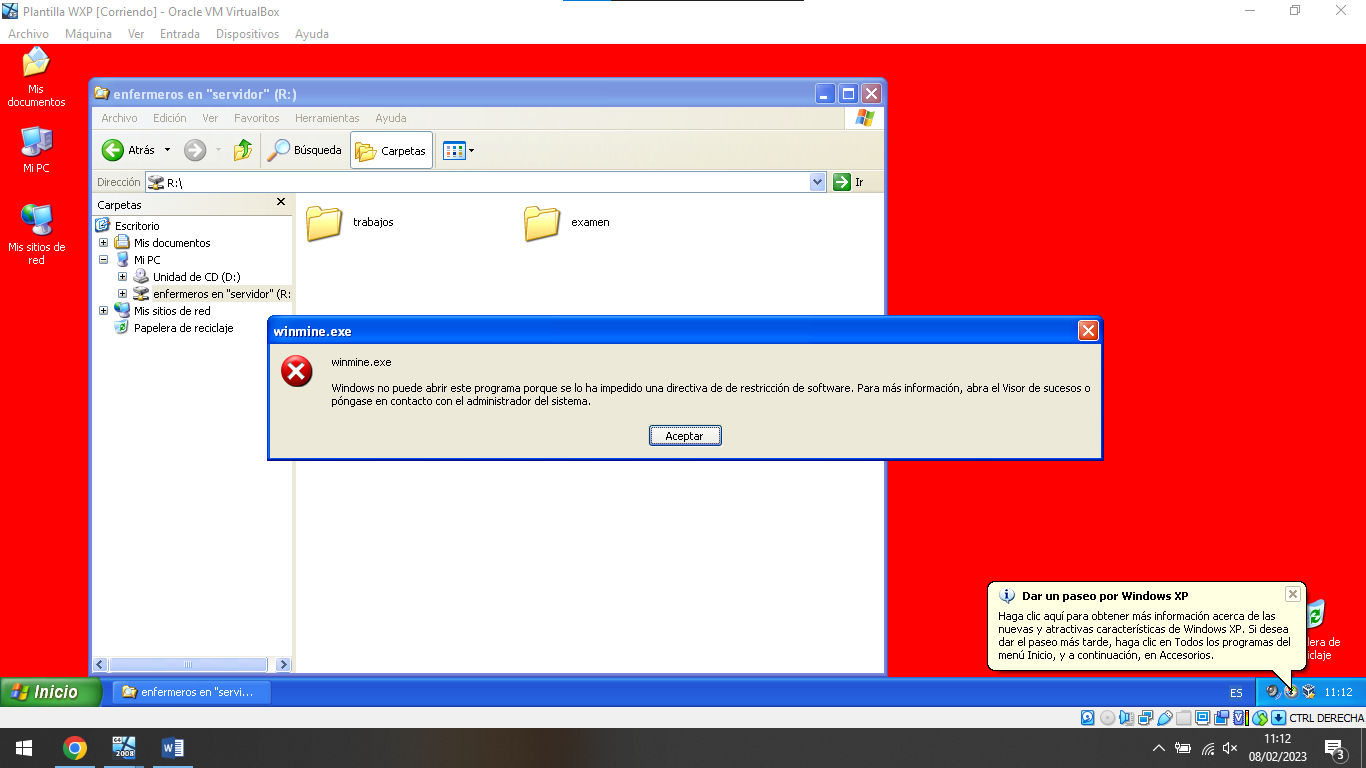 Plantilla WXP [Corriendo] - Oracle VM VirtualBox
Archivo Máquina Ver Entrada Dispositivos Ayuda
Mis documentos
Mi PC
Mis sitios de red
enfermeros en "servidor" (R:)
Archivo Edición Ver Favoritos Herramientas Ayuda
Atrás Búsqueda Carpetas
Dirección R:\ Ir
Carpetas
Escritorio
Mis documentos
Mi PC
Unidad de CD (D:)
enfermeros en "servidor" (R:
Mis sitios de red
Papelera de reciclaje
trabajos examen
winmine.exe
winmine.exe
Windows no puede abrir este programa porque se lo ha impedido una directiva de de restricción de software. Para más información, abra el Visor de sucesos o
póngase en contacto con el administrador del sistema.
Aceptar
Dar un paseo por Windows XP
Haga clic aquí para obtener más información acerca de las
nuevas y atractivas características de Windows XP. Si desea
dar el paseo más tarde, haga clic en Todos los programas del
menú Inicio, y a continuación, en Accesorios.
lera de
iclaje
Inicio enfermeros en "servi... ES 11:12
CTRL DERECHA
2008
11:12
08/02/2023
3